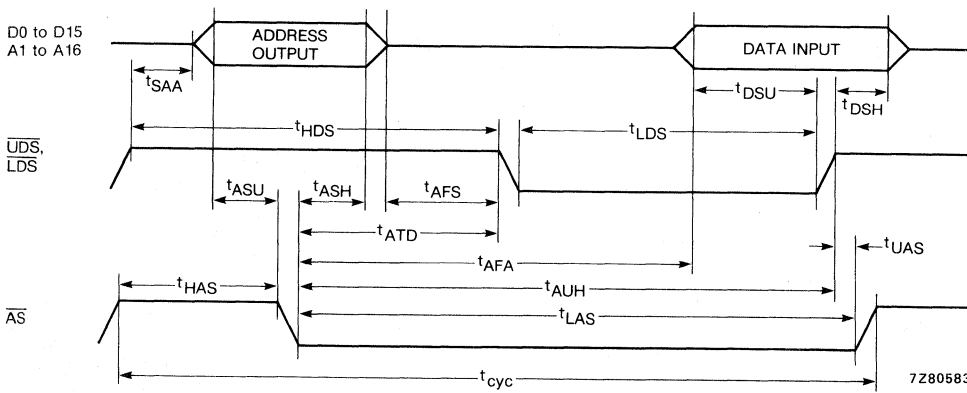 D0 to D15
A1 to A16
ADDRESS
OUTPUT
DATA INPUT
tSAA
tDSU
tDSH
tHDS
tLDS
UDS,
LDS
tASU
tASH
tAFS
tATD
tUAS
tAFA
tHAS
tAUH
tLAS
AS
tcyc
7Z80583